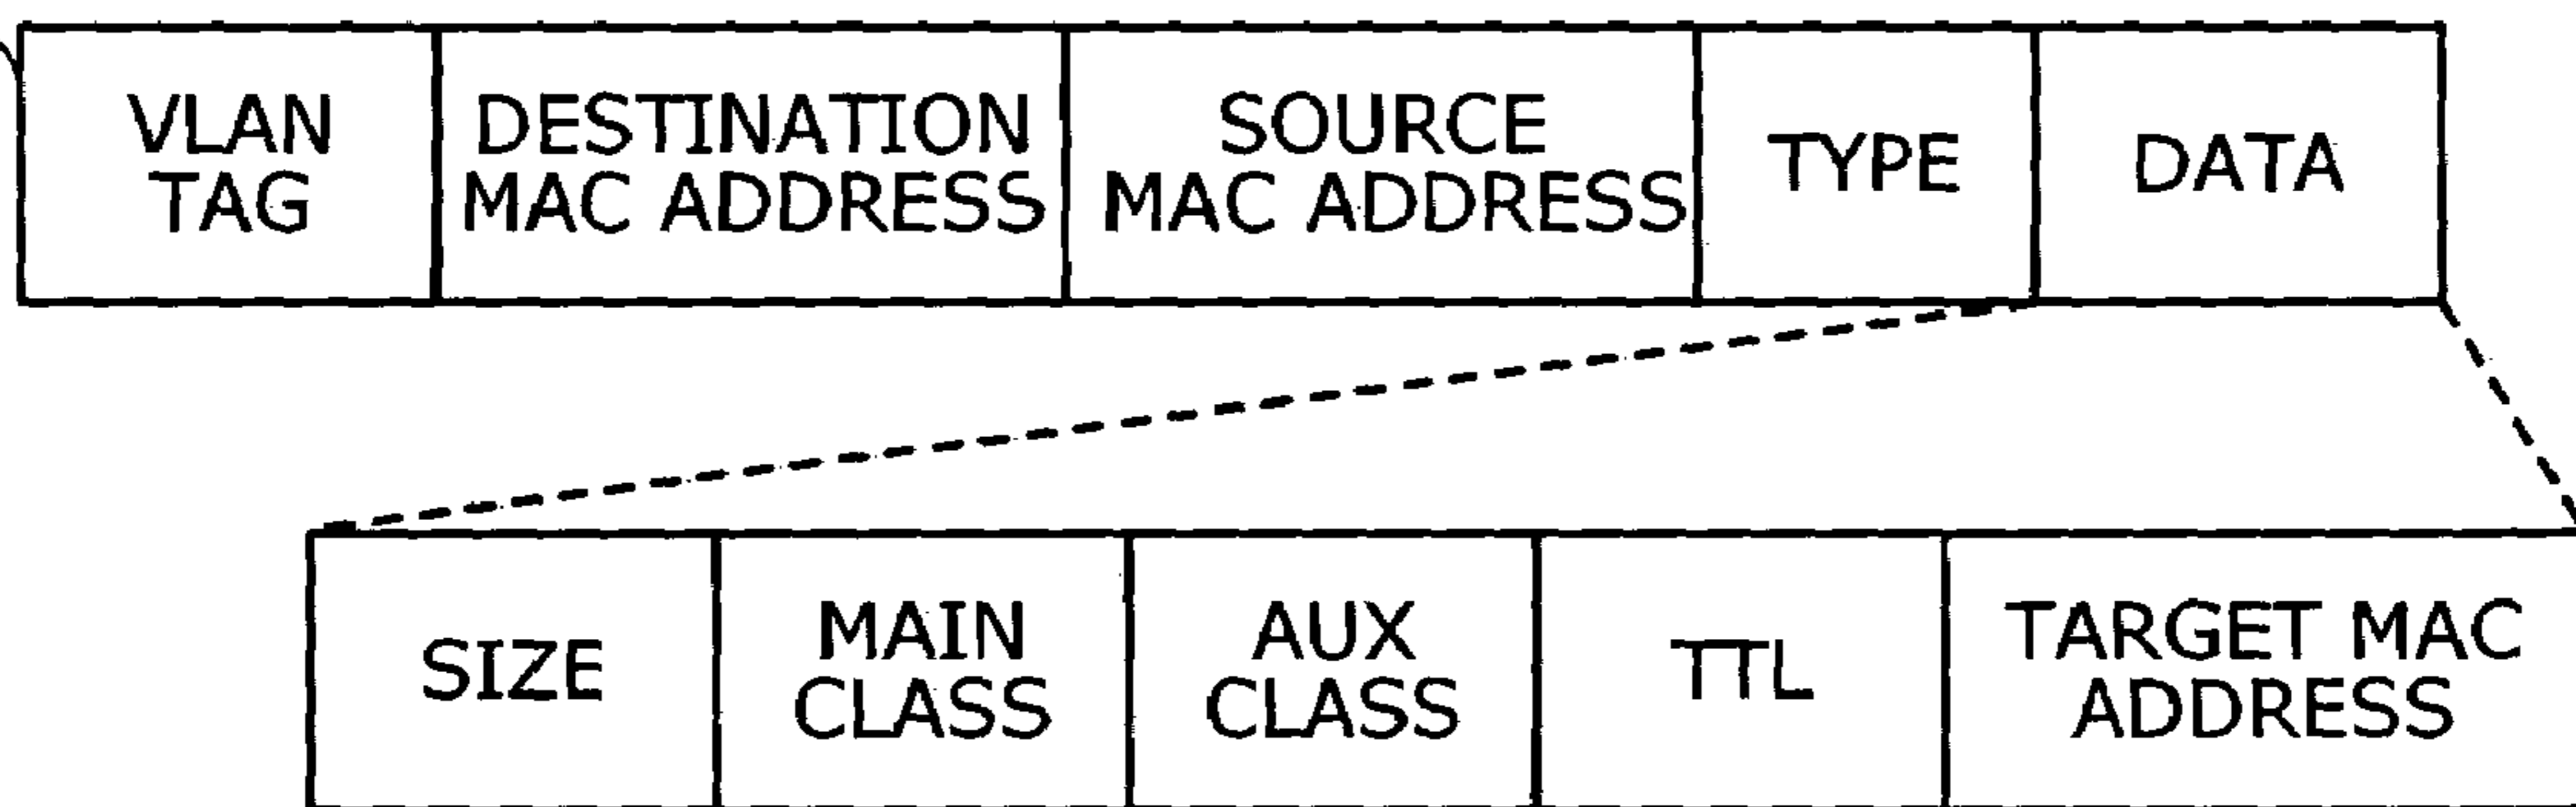 VLAN
TAG
DESTINATION
MAC ADDRESS
SOURCE
MAC ADDRESS
TYPE
DATA
SIZE
MAIN
CLASS
AUX
CLASS
TTL
TARGET MAC
ADDRESS